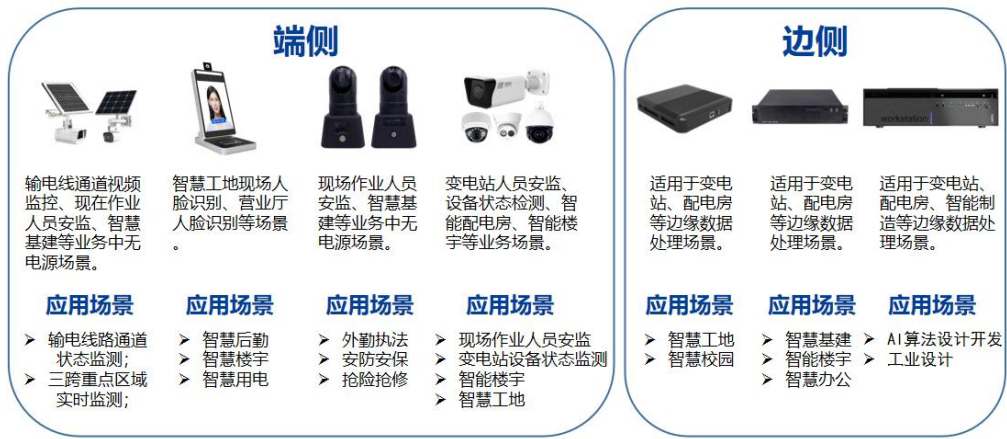 端侧
输电线通道视频
监控、现在作业
人员安监、智慧
基建等业务中无
电源场景。
智慧工地现场人
脸识别、营业厅
人脸识别等场景
。
现场作业人员
安监、智慧基
建等业务中无
电源场景。
变电站人员安监、
设备状态检测、智
能配电房、智能楼
宇等业务场景。
应用场景
➢ 输电线路通道
状态监测;
➢ 三跨重点区域
实时监测;
应用场景
➢ 智慧后勤
➢ 智慧楼宇
➢ 智慧用电
应用场景
➢ 外勤执法
➢ 安防安保
➢ 抢险抢修
应用场景
➢ 现场作业人员安监
➢ 变电站设备状态监测
➢ 智能楼宇
➢ 智慧工地
边侧
workstation
适用于变电
站、配电房
等边缘数据
处理场景。
适用于变电
站、配电房
等边缘数据
处理场景。
适用于变电站、
配电房、智能制
造等边缘数据处
理场景。
应用场景
➢ 智慧工地
➢ 智慧校园
应用场景
➢ 智慧基建
➢ 智能楼宇
➢ 智慧办公
应用场景
➢ AI算法设计开发
➢ 工业设计